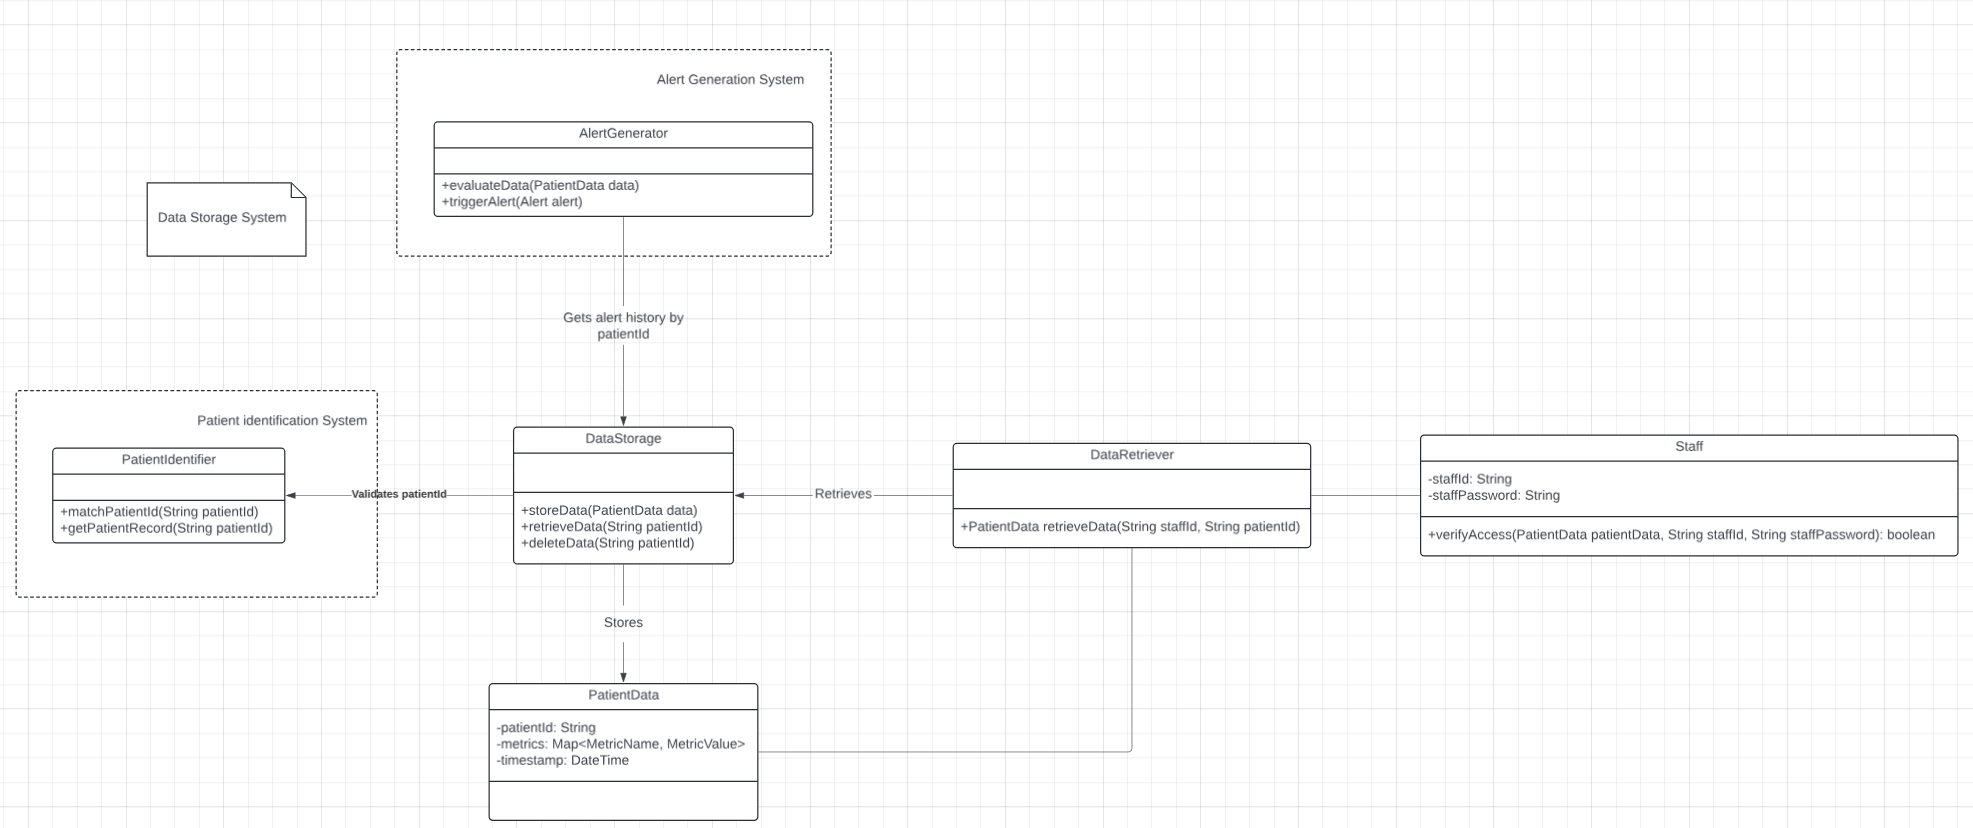 Alert Generation System
AlertGenerator
+evaluateData(PatientData data)
+triggerAlert(Alert alert)
Data Storage System
Gets alert history by
patientId
Patient identification System
PatientIdentifier
+matchPatientId(String patientId)
+getPatientRecord(String patientId)
Validates patientId
DataStorage
+storeData(PatientData data)
+retrieveData(String patientId)
+deleteData(String patientId)
Retrieves
DataRetriever
+PatientData retrieveData(String staffId, String patientId)
Staff
-staffId: String
-staffPassword: String
+verifyAccess(PatientData patientData, String staffId, String staffPassword): boolean
Stores
PatientData
-patientId: String
-metrics: Map<MetricName, MetricValue>
-timestamp: DateTime